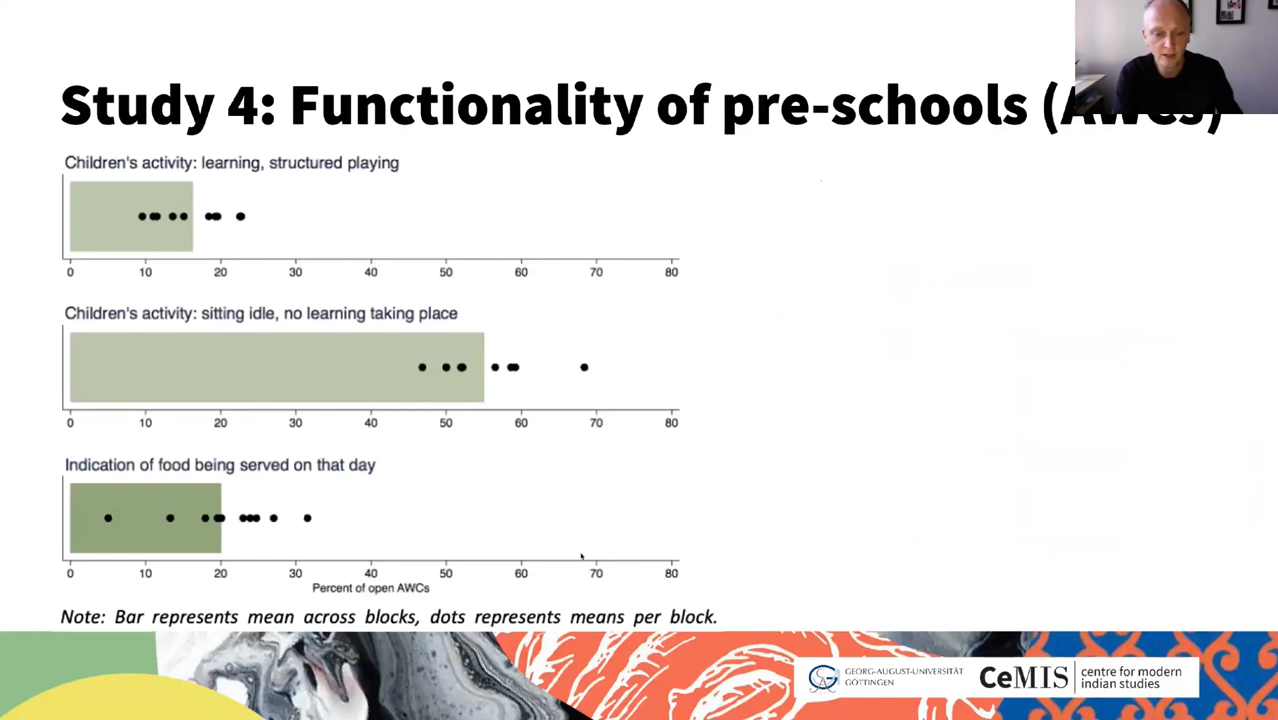 Study 4: Functionality of pre-schools (AWCs)
Children's activity: learning, structured playing
0 10 20 30 40 50 60 70 80
Children's activity: sitting idle, no learning taking place
0 10 20 30 40 50 60 70 80
Indication of food being served on that day
0 10 20 30 40 50 60 70 80
Percent of open AWCs
Note: Bar represents mean across blocks, dots represents means per block.
GEORG-AUGUST-UNIVERSITÄT
GÖTTINGEN
CeMIS
centre for modern
indian studies